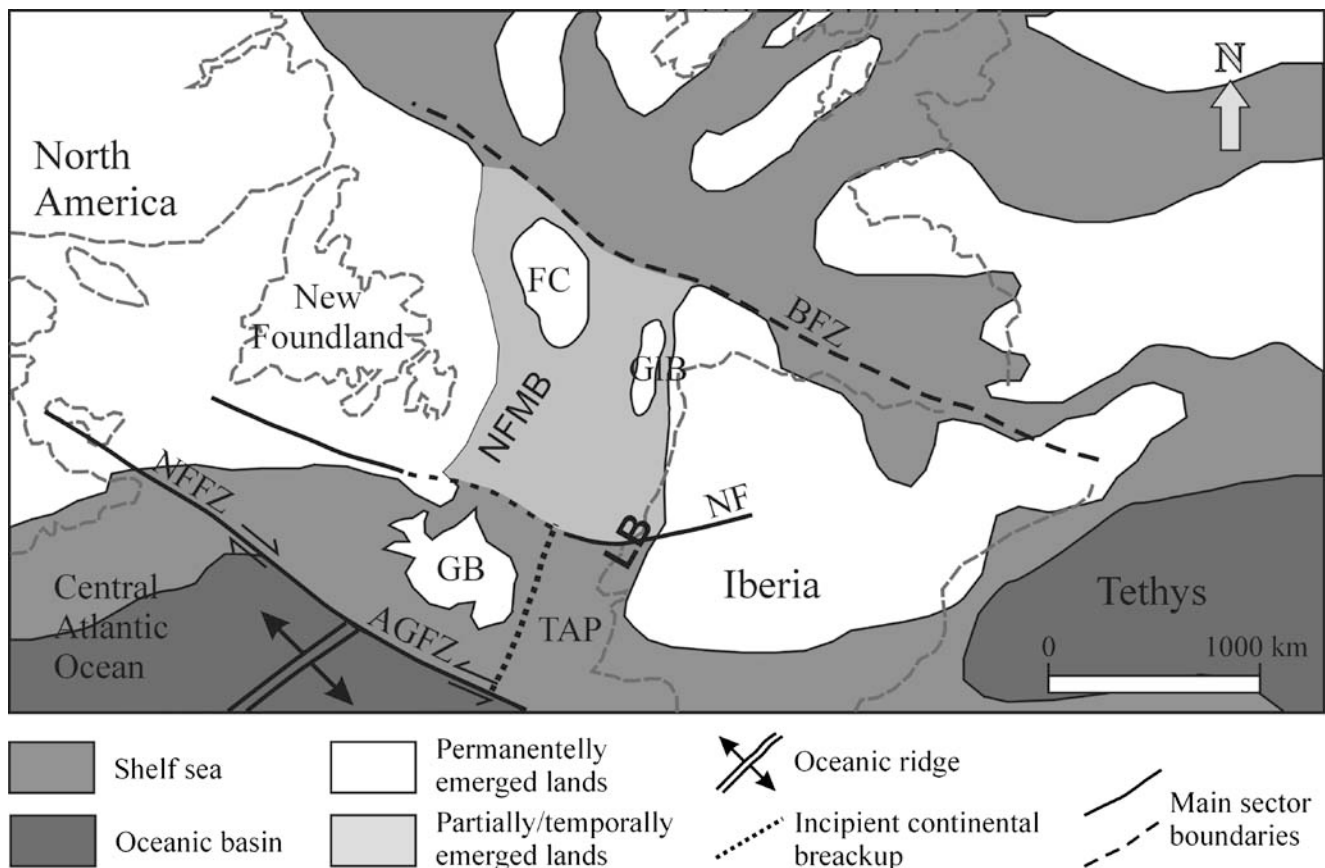 N
North
America
New
Foundland
FC
BFZ
GIB
NFMB
NFFZ
NF
LB
GB
Iberia
Central
Atlantic
Ocean
AGFZ
TAP
Tethys
0 1000 km
Shelf sea
Permanentelly
emerged lands
Oceanic ridge
Main sector
boundaries
Oceanic basin
Partially/temporally
emerged lands
Incipient continental
breackup